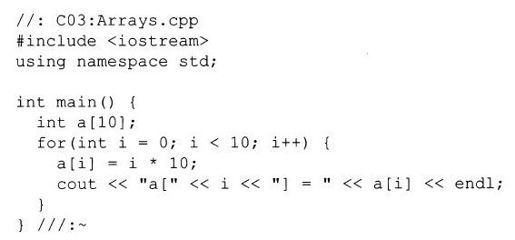 //: C03:Arrays.cpp
#include <iostream>
using namespace std;

int main() {
  int a[10];
  for(int i = 0; i < 10; i++) {
    a[i] = i * 10;
    cout << "a[" << i << "] = " << a[i] << endl;
  }
} ///:~